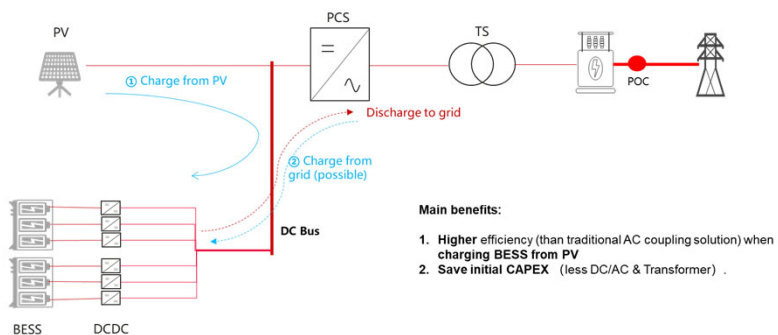 PV
PCS
TS
① Charge from PV
POC
Discharge to grid
② Charge from
grid (possible)
DC Bus
Main benefits:
1. Higher efficiency (than traditional AC coupling solution) when
charging BESS from PV
2. Save initial CAPEX （less DC/AC & Transformer）.
BESS
DCDC